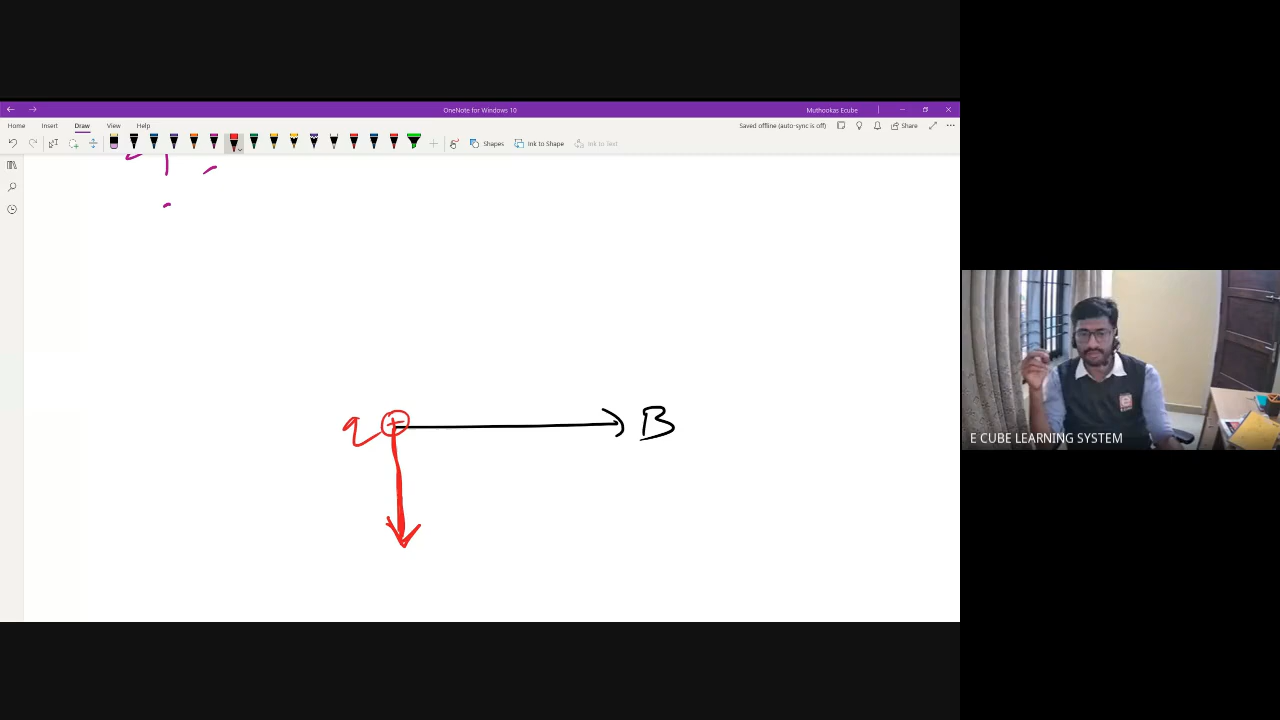 OneNote for Windows 10
Muthookas Ecube
Home Insert Draw View Help
Saved offline (auto-sync is off)
Share
Shapes
Ink to Shape
Ink to Text
q + B
E CUBE LEARNING SYSTEM